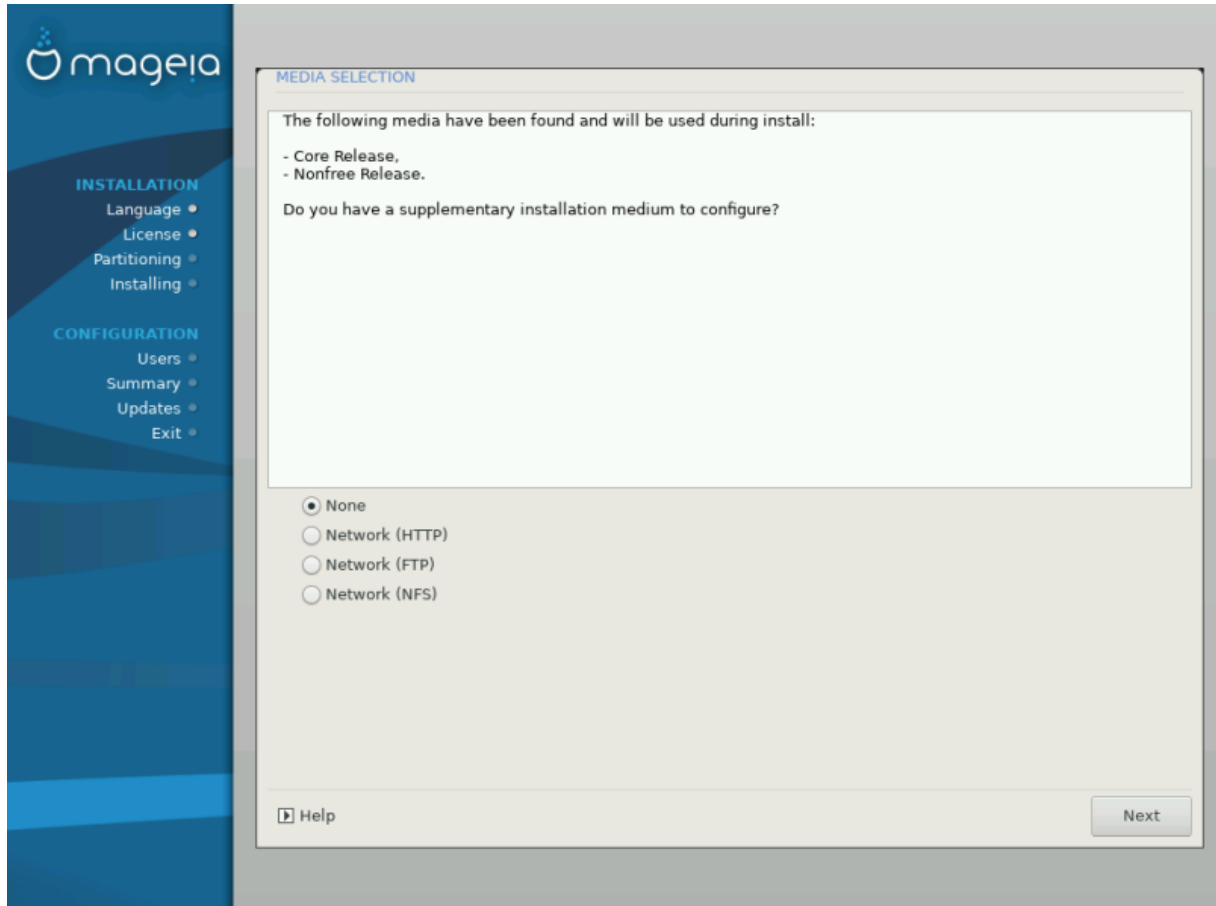 mageia
INSTALLATION
Language
License
Partitioning
Installing
CONFIGURATION
Users
Summary
Updates
Exit
MEDIA SELECTION
The following media have been found and will be used during install:
- Core Release,
- Nonfree Release.
Do you have a supplementary installation medium to configure?
None
Network (HTTP)
Network (FTP)
Network (NFS)
Help
Next